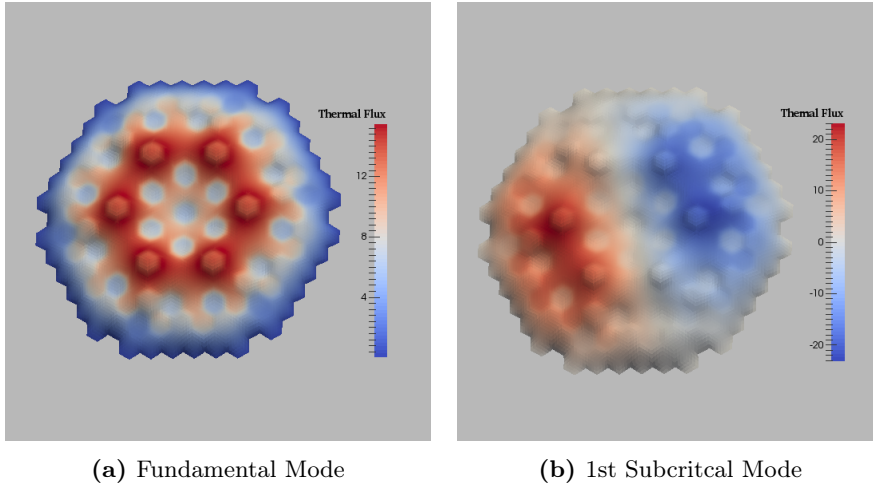 Thermal Flux
12
8
4
Themal Flux
20
10
0
-10
-20
(a) Fundamental Mode
(b) 1st Subcritcal Mode